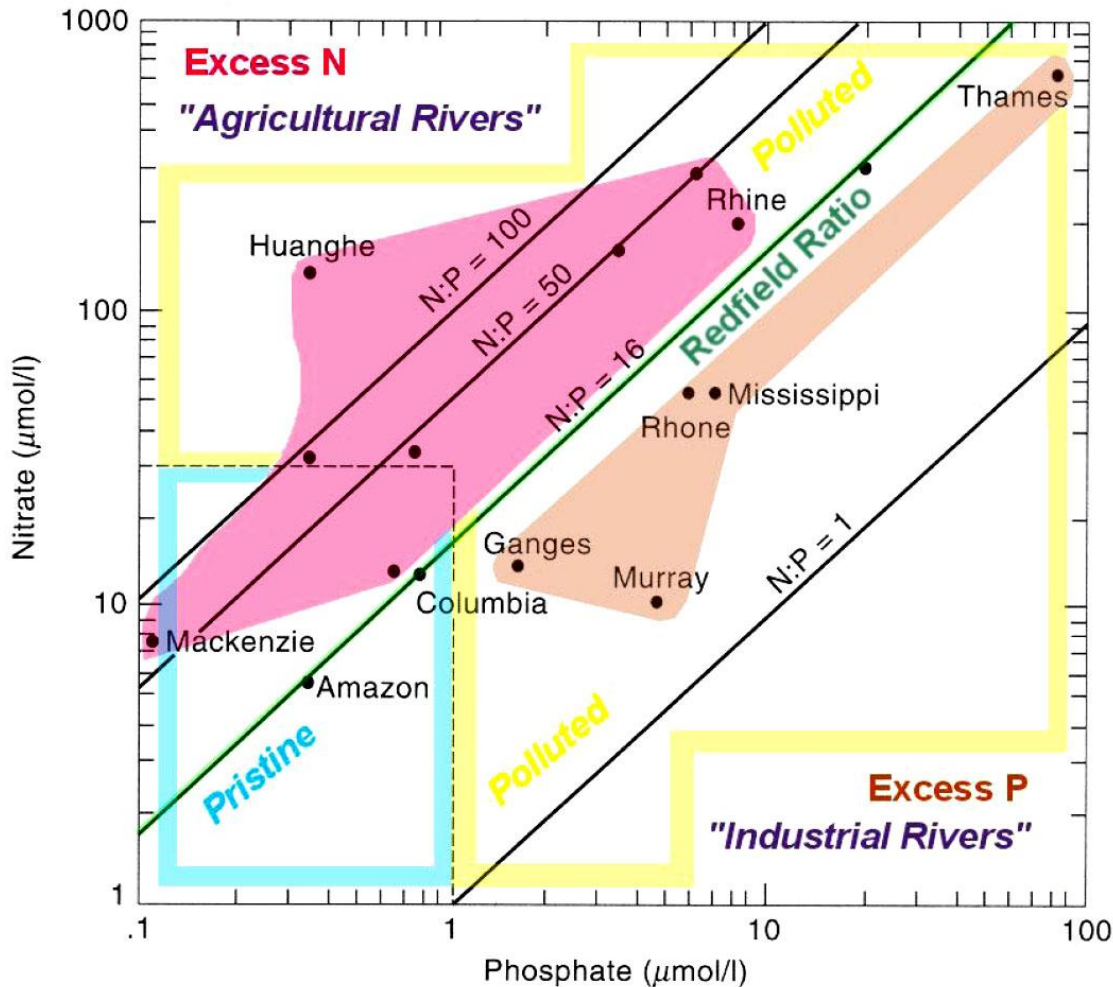 1000
Excess N
"Agricultural Rivers"
Polluted
Thames
Rhine
Huanghe
N:P = 100
N:P = 50
Redfield Ratio
100
N:P = 16
Mississippi
Rhone
Nitrate (µmol/l)
Ganges
Murray
N:P = 1
10
Columbia
Mackenzie
Amazon
Pristine
Polluted
Excess P
"Industrial Rivers"
1
.1
1
10
100
Phosphate (µmol/l)